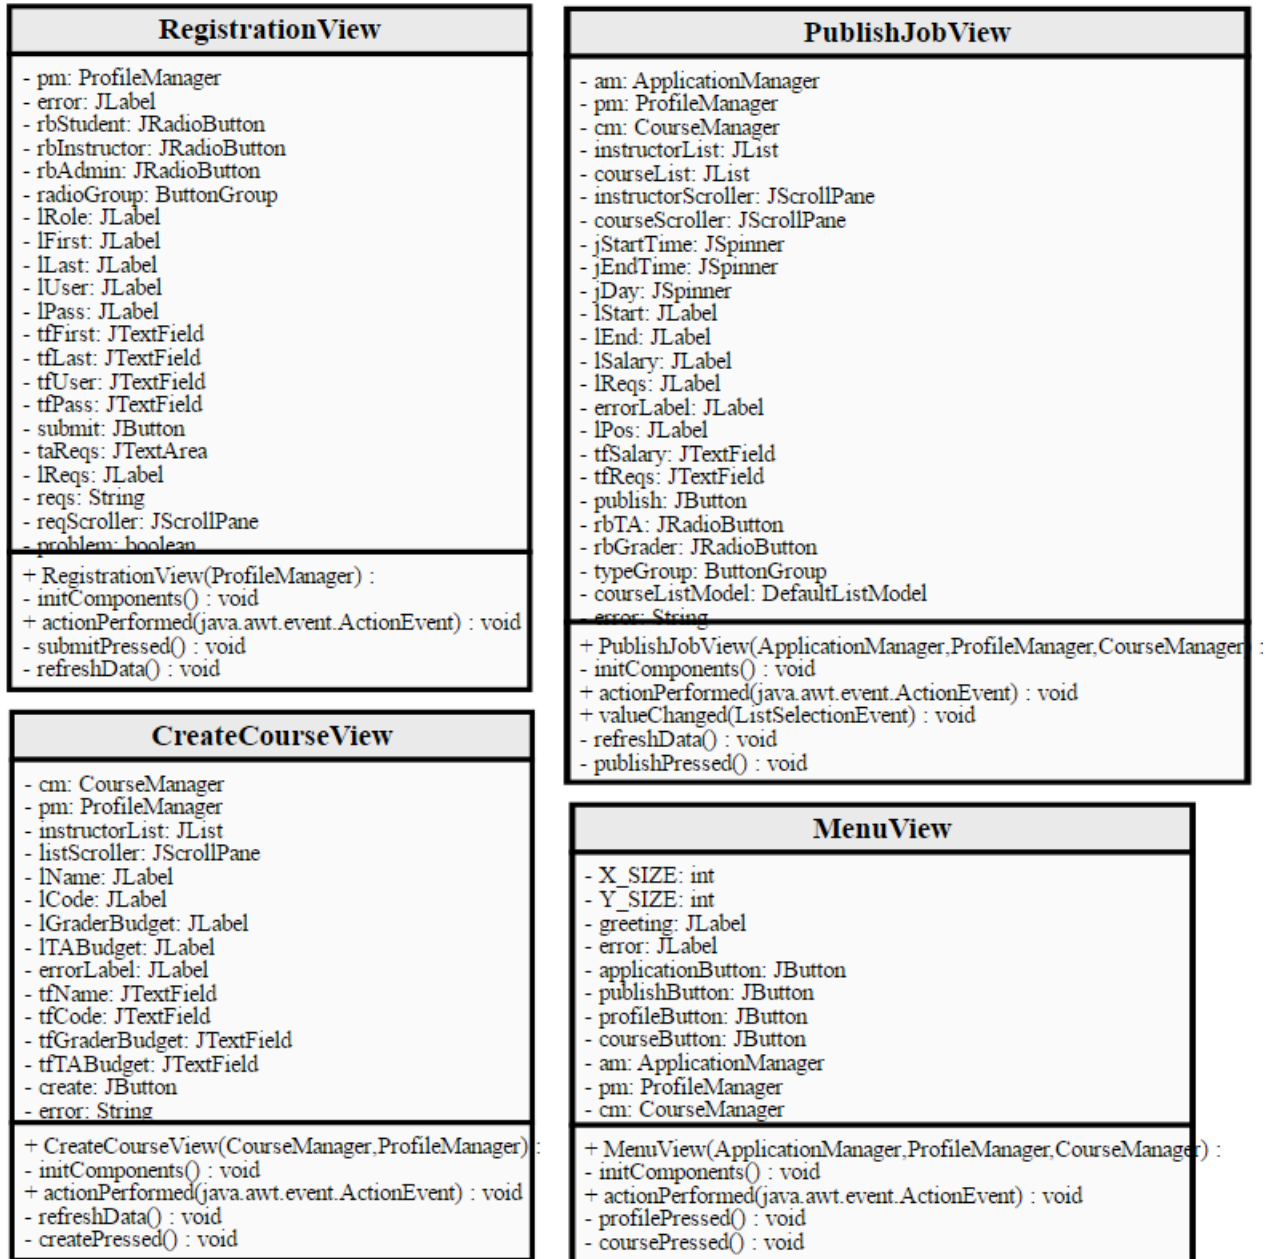 RegistrationView
- pm: ProfileManager
- error: JLabel
- rbStudent: JRadioButton
- rbInstructor: JRadioButton
- rbAdmin: JRadioButton
- radioGroup: ButtonGroup
- lRole: JLabel
- lFirst: JLabel
- lLast: JLabel
- lUser: JLabel
- lPass: JLabel
- tfFirst: JTextField
- tfLast: JTextField
- tfUser: JTextField
- tfPass: JTextField
- submit: JButton
- taReqs: JTextArea
- lReqs: JLabel
- reqs: String
- reqScroller: JScrollPane
- problem: boolean
+ RegistrationView(ProfileManager) :
- initComponents() : void
+ actionPerformed(java.awt.event.ActionEvent) : void
- submitPressed() : void
- refreshData() : void
PublishJobView
- am: ApplicationManager
- pm: ProfileManager
- cm: CourseManager
- instructorList: JList
- courseList: JList
- instructorScroller: JScrollPane
- courseScroller: JScrollPane
- jStartTime: JSpinner
- jEndTime: JSpinner
- jDay: JSpinner
- lStart: JLabel
- lEnd: JLabel
- lSalary: JLabel
- lReqs: JLabel
- errorLabel: JLabel
- lPos: JLabel
- tfSalary: JTextField
- tfReqs: JTextField
- publish: JButton
- rbTA: JRadioButton
- rbGrader: JRadioButton
- typeGroup: ButtonGroup
- courseListModel: DefaultListModel
- error: String
+ PublishJobView(ApplicationManager,ProfileManager,CourseManager) :
- initComponents() : void
+ actionPerformed(java.awt.event.ActionEvent) : void
+ valueChanged(ListSelectionEvent) : void
- refreshData() : void
- publishPressed() : void
CreateCourseView
- cm: CourseManager
- pm: ProfileManager
- instructorList: JList
- listScroller: JScrollPane
- lName: JLabel
- lCode: JLabel
- lGraderBudget: JLabel
- lTABudget: JLabel
- errorLabel: JLabel
- tfName: JTextField
- tfCode: JTextField
- tfGraderBudget: JTextField
- tfTABudget: JTextField
- create: JButton
- error: String
+ CreateCourseView(CourseManager,ProfileManager) :
- initComponents() : void
+ actionPerformed(java.awt.event.ActionEvent) : void
- refreshData() : void
- createPressed() : void
MenuView
- X_SIZE: int
- Y_SIZE: int
- greeting: JLabel
- error: JLabel
- applicationButton: JButton
- publishButton: JButton
- profileButton: JButton
- courseButton: JButton
- am: ApplicationManager
- pm: ProfileManager
- cm: CourseManager
+ MenuView(ApplicationManager,ProfileManager,CourseManager) :
- initComponents() : void
+ actionPerformed(java.awt.event.ActionEvent) : void
- profilePressed() : void
- coursePressed() : void